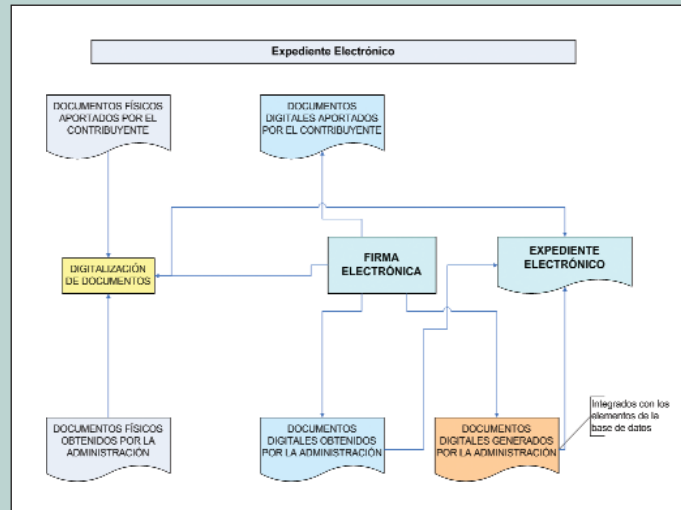 Expediente Electrónico
DOCUMENTOS FÍSICOS
APORTADOS POR EL
CONTRIBUYENTE
DOCUMENTOS
DIGITALES APORTADOS
POR EL CONTRIBUYENTE
DIGITALIZACIÓN
DE DOCUMENTOS
FIRMA
ELECTRÓNICA
EXPEDIENTE
ELECTRÓNICO
DOCUMENTOS FÍSICOS
OBTENIDOS POR LA
ADMINISTRACIÓN
DOCUMENTOS
DIGITALES OBTENIDOS
POR LA ADMINISTRACIÓN
DOCUMENTOS
DIGITALES GENERADOS
POR LA ADMINISTRACIÓN
Integrados con los
elementos de la
base de datos